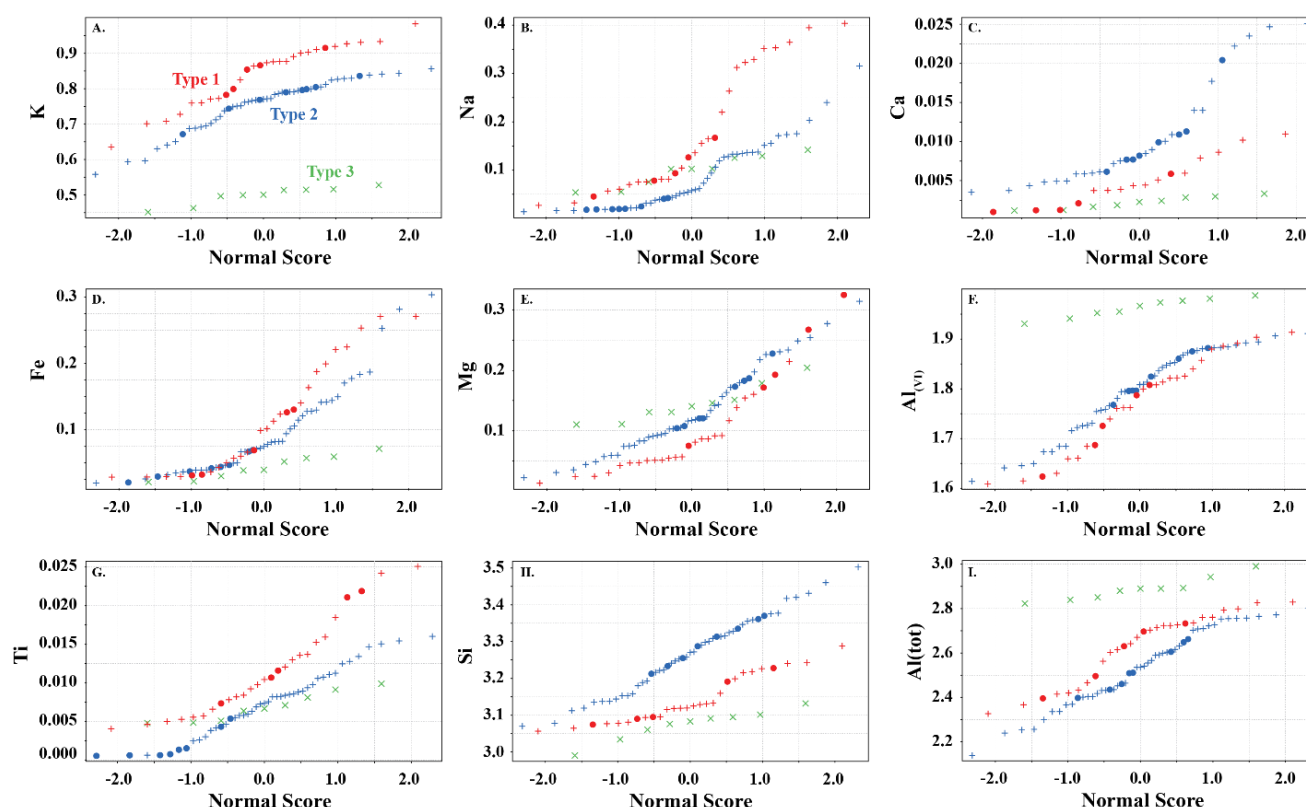 A.
K
0.9
0.8
0.7
0.6
0.5
Type 1
Type 2
Type 3
-2.0 -1.0 0.0 1.0 2.0
Normal Score
B.
Na
0.4
0.3
0.2
0.1
-2.0 -1.0 0.0 1.0 2.0
Normal Score
C.
Ca
0.025
0.020
0.015
0.010
0.005
-2.0 -1.0 0.0 1.0 2.0
Normal Score
D.
Fe
0.3
0.2
0.1
-2.0 -1.0 0.0 1.0 2.0
Normal Score
E.
Mg
0.3
0.2
0.1
-2.0 -1.0 0.0 1.0 2.0
Normal Score
F.
Al(VI)
1.9
1.8
1.7
1.6
-2.0 -1.0 0.0 1.0 2.0
Normal Score
G.
Ti
0.025
0.020
0.015
0.010
0.005
0.000
-2.0 -1.0 0.0 1.0 2.0
Normal Score
II.
Si
3.5
3.4
3.3
3.2
3.1
3.0
-2.0 -1.0 0.0 1.0 2.0
Normal Score
I.
Al(tot)
3.0
2.8
2.6
2.4
2.2
-2.0 -1.0 0.0 1.0 2.0
Normal Score